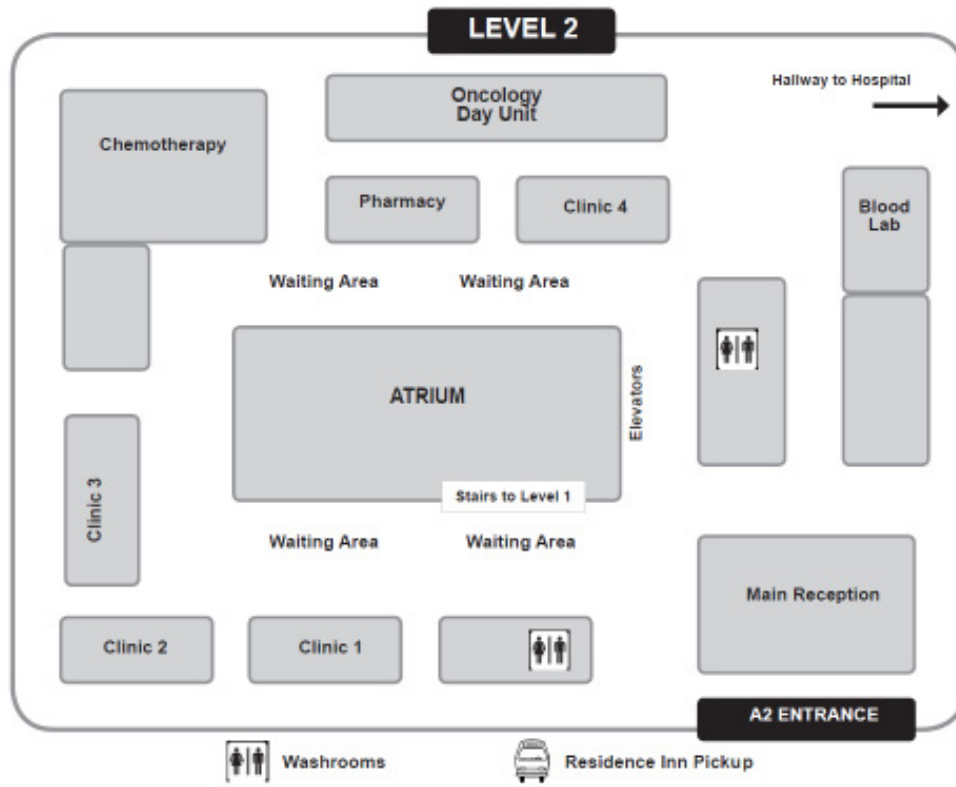 LEVEL 2
Hallway to Hospital
Oncology
Day Unit
Chemotherapy
Pharmacy
Clinic 4
Blood
Lab
Waiting Area
Waiting Area
ATRIUM
Elevators
Stairs to Level 1
Clinic 3
Waiting Area
Waiting Area
Main Reception
Clinic 2
Clinic 1
A2 ENTRANCE
Washrooms
Residence Inn Pickup